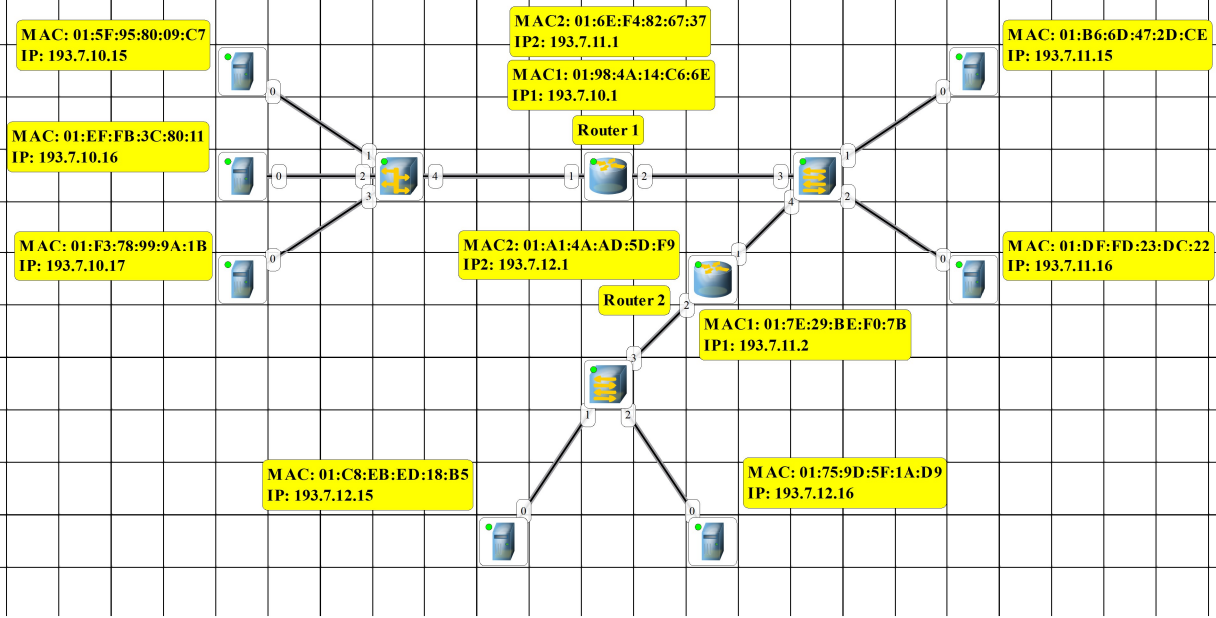 MAC: 01:5F:95:80:09:C7
IP: 193.7.10.15
MAC2: 01:6E:F4:82:67:37
IP2: 193.7.11.1
MAC: 01:B6:6D:47:2D:CE
IP: 193.7.11.15
MAC1: 01:98:4A:14:C6:6E
IP1: 193.7.10.1
0
0
MAC: 01:EF:FB:3C:80:11
IP: 193.7.10.16
Router 1
1
1
0
2
4
1
2
3
3
2
4
MAC: 01:F3:78:99:9A:1B
IP: 193.7.10.17
0
MAC2: 01:A1:4A:AD:5D:F9
IP2: 193.7.12.1
1
0
MAC: 01:DF:FD:23:DC:22
IP: 193.7.11.16
Router 2
2
MAC1: 01:7E:29:BE:F0:7B
IP1: 193.7.11.2
3
1
2
MAC: 01:C8:EB:ED:18:B5
IP: 193.7.12.15
MAC: 01:75:9D:5F:1A:D9
IP: 193.7.12.16
0
0